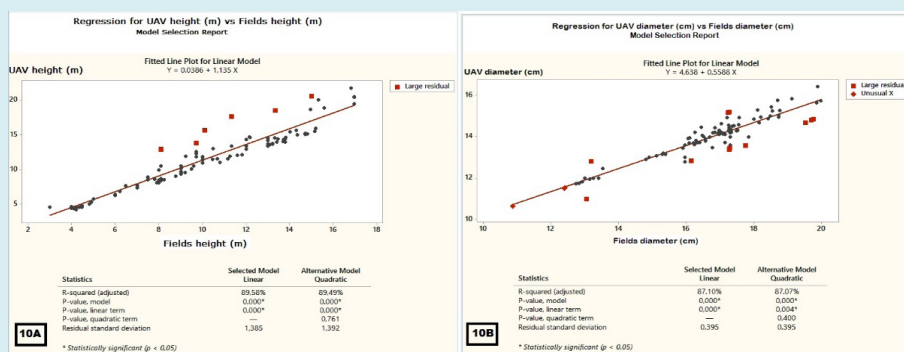 Regression for UAV height (m) vs Fields height (m)
Model Selection Report
Fitted Line Plot for Linear Model
UAV height (m)
Y = 0.0386 + 1.135 X
Large residual
20
15
10
5
2 4 6 8 10 12 14 16 18
Fields height (m)
Selected Model Alternative Model
Statistics Linear Quadratic
R-squared (adjusted) 89,58% 89,49%
P-value, model 0,000* 0,000*
P-value, linear term 0,000* 0,000*
P-value, quadratic term — 0.761
Residual standard deviation 1,385 1,392
10A
* Statistically significant (p < 0,05)
Regression for UAV diameter (cm) vs Fields diameter (cm)
Model Selection Report
Fitted Line Plot for Linear Model
UAV diameter (cm)
Y = 4,638 + 0.5588 X
Large residual
Unusual X
16
14
12
10
10 12 14 16 18 20
Fields diameter (cm)
Selected Model Alternative Model
Statistics Linear Quadratic
R-squared (adjusted) 87.10% 87.07%
P-value, model 0,000* 0,000*
P-value, linear term 0,000* 0,004*
P-value, quadratic term — 0.400
Residual standard deviation 0.395 0.395
10B
* Statistically significant (p < 0,05)